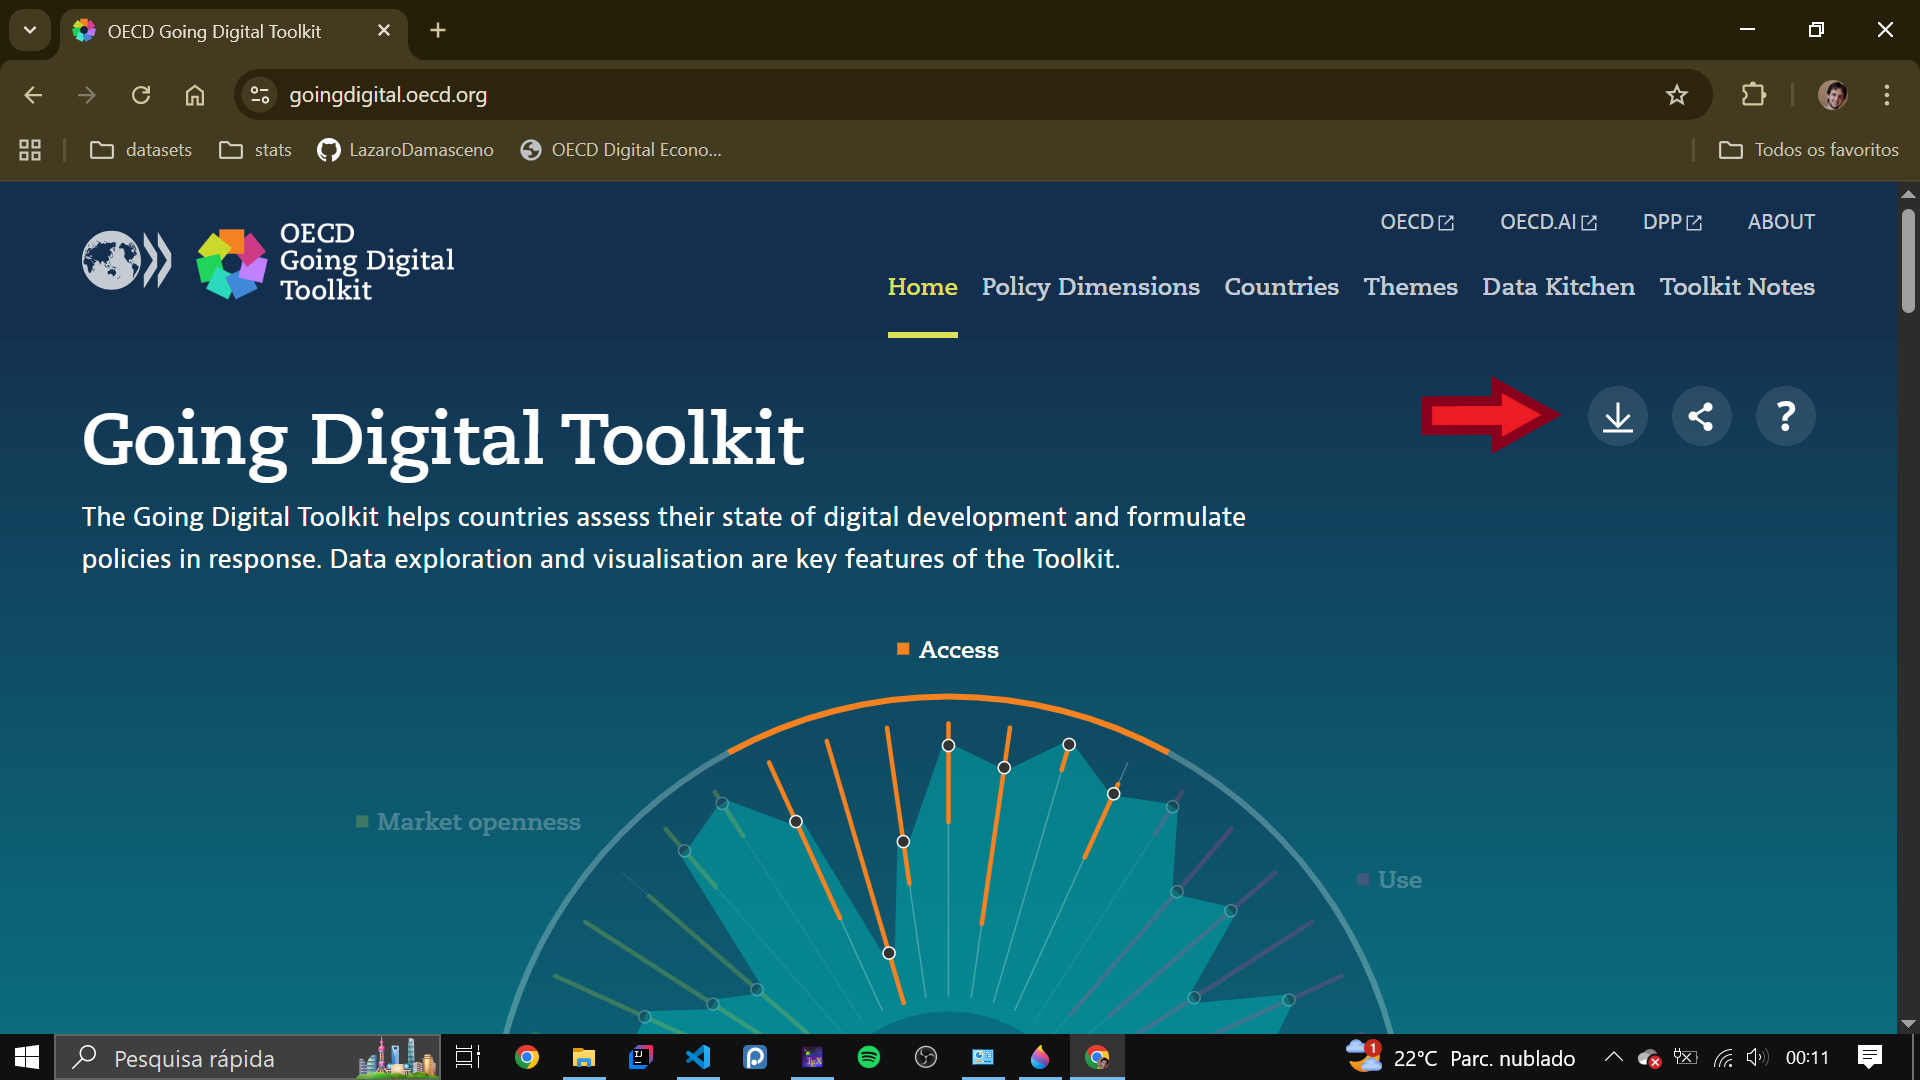 OECD Going Digital Toolkit
goingdigital.oecd.org
datasets
stats
LazaroDamasceno
OECD Digital Econo...
Todos os favoritos
OECD
Going Digital
Toolkit
OECD
OECD.AI
DPP
ABOUT
Home
Policy Dimensions
Countries
Themes
Data Kitchen
Toolkit Notes
Going Digital Toolkit
?
The Going Digital Toolkit helps countries assess their state of digital development and formulate
policies in response. Data exploration and visualisation are key features of the Toolkit.
Access
Market openness
Use
Pesquisa rápida
1
22°C Parc. nublado
00:11